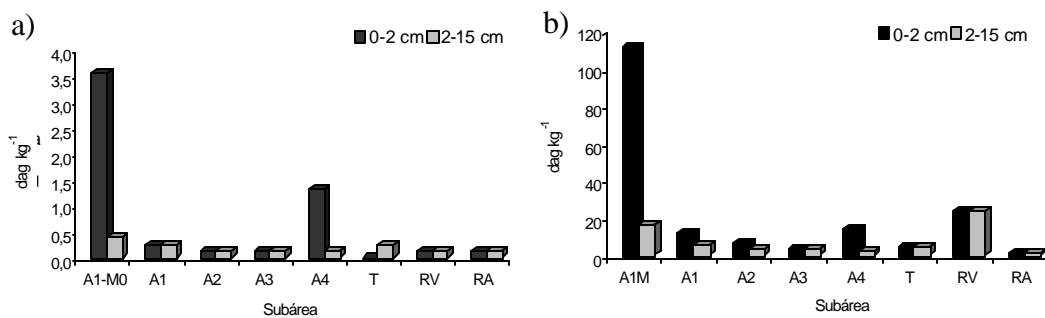 a)
0-2 cm 2-15 cm
4,0
3,5
3,0
2,5
2,0
1,5
1,0
0,5
0,0
dag kg-1
A1-M0 A1 A2 A3 A4 T RV RA
Subárea
b)
0-2 cm 2-15 cm
120
100
80
60
40
20
0
dag kg-1
A1M A1 A2 A3 A4 T RV RA
Subárea